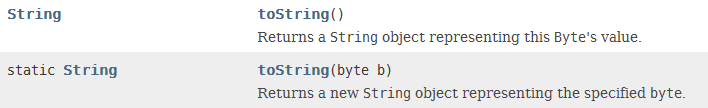 String toString()
Returns a String object representing this Byte's value.
static String toString(byte b)
Returns a new String object representing the specified byte.